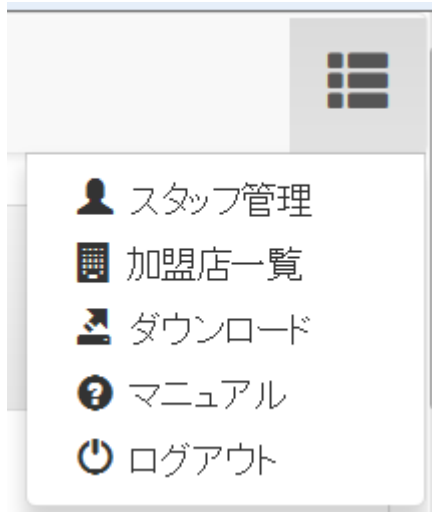 スタッフ管理
加盟店一覧
ダウンロード
マニュアル
ログアウト